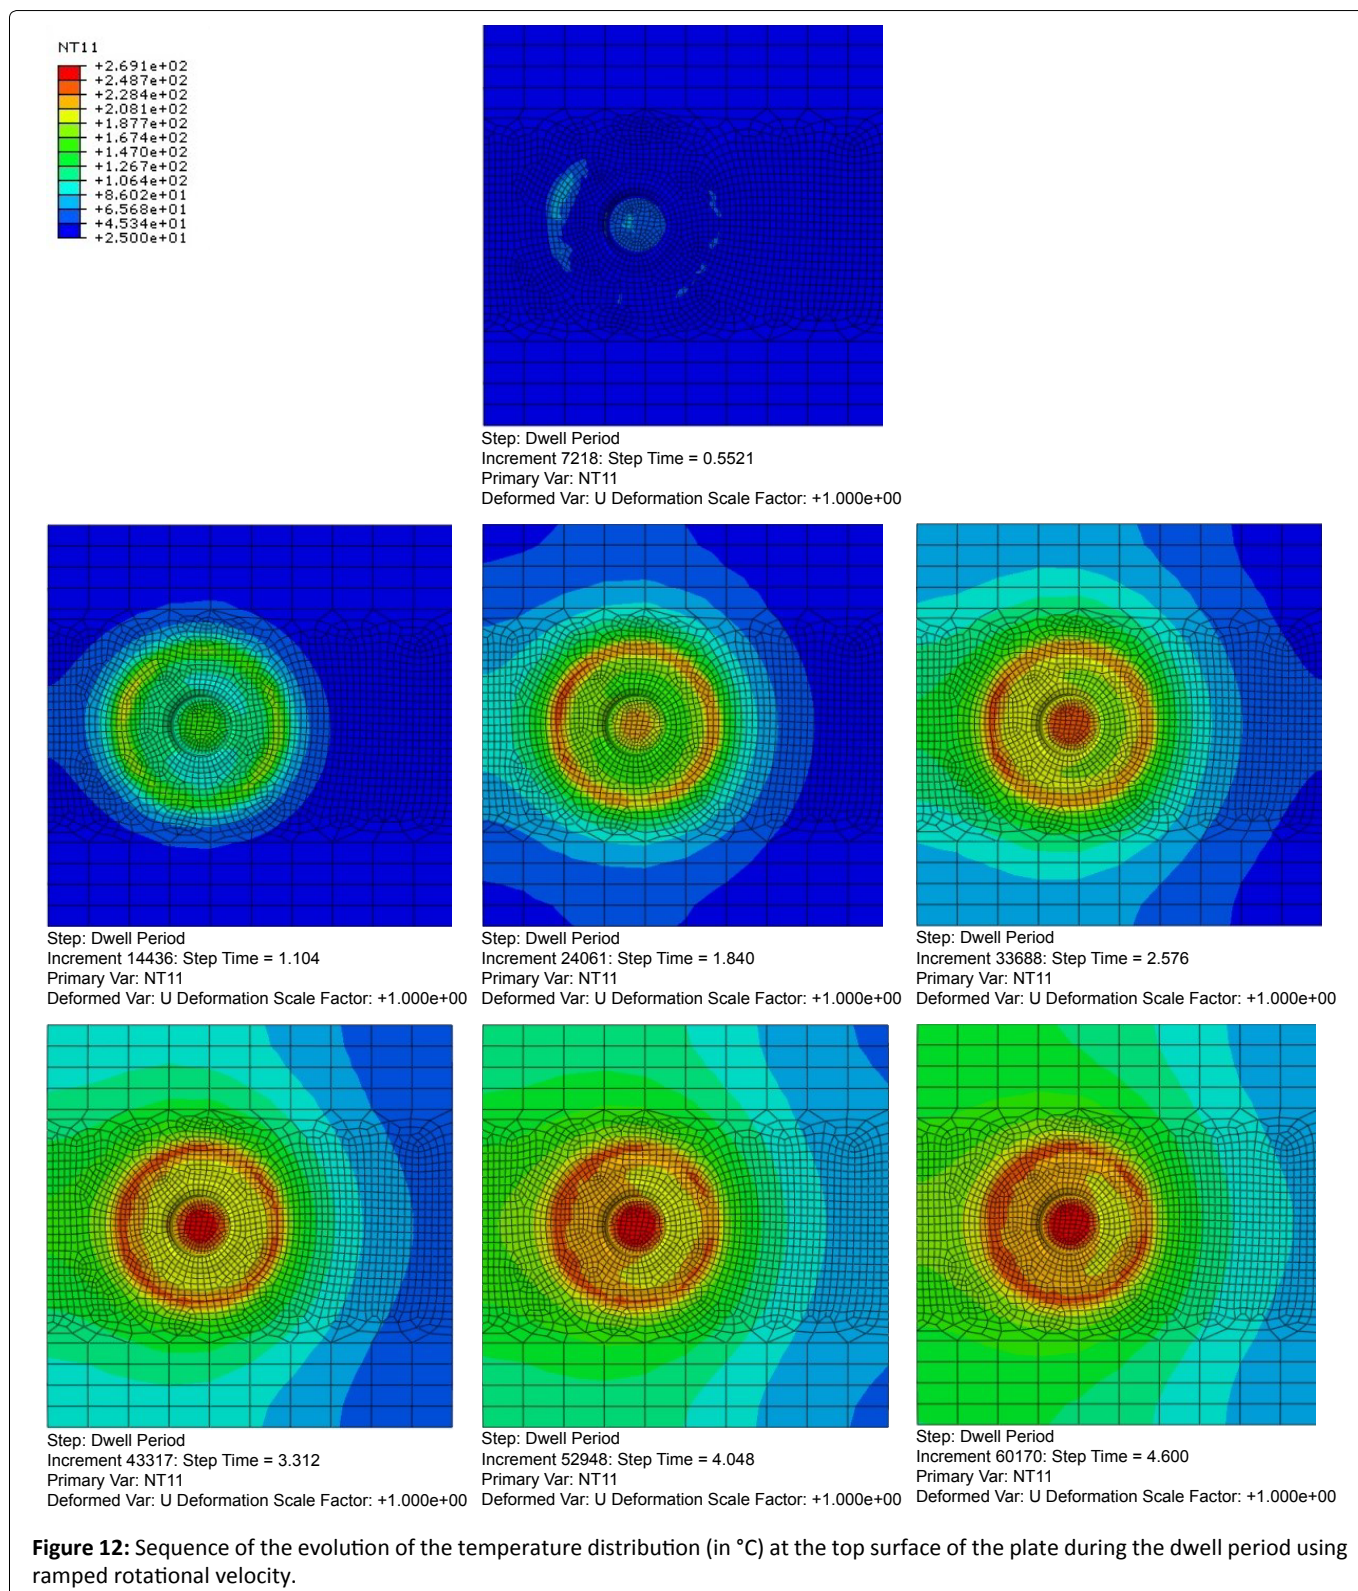 NT11
+2.691e+02
+2.487e+02
+2.284e+02
+2.081e+02
+1.877e+02
+1.674e+02
+1.470e+02
+1.267e+02
+1.064e+02
+8.602e+01
+6.568e+01
+4.534e+01
+2.500e+01
Step: Dwell Period
Increment 7218: Step Time = 0.5521
Primary Var: NT11
Deformed Var: U Deformation Scale Factor: +1.000e+00
Step: Dwell Period
Increment 14436: Step Time = 1.104
Primary Var: NT11
Deformed Var: U Deformation Scale Factor: +1.000e+00
Step: Dwell Period
Increment 24061: Step Time = 1.840
Primary Var: NT11
Deformed Var: U Deformation Scale Factor: +1.000e+00
Step: Dwell Period
Increment 33688: Step Time = 2.576
Primary Var: NT11
Deformed Var: U Deformation Scale Factor: +1.000e+00
Step: Dwell Period
Increment 43317: Step Time = 3.312
Primary Var: NT11
Deformed Var: U Deformation Scale Factor: +1.000e+00
Step: Dwell Period
Increment 52948: Step Time = 4.048
Primary Var: NT11
Deformed Var: U Deformation Scale Factor: +1.000e+00
Step: Dwell Period
Increment 60170: Step Time = 4.600
Primary Var: NT11
Deformed Var: U Deformation Scale Factor: +1.000e+00
Figure 12: Sequence of the evolution of the temperature distribution (in °C) at the top surface of the plate during the dwell period using
ramped rotational velocity.